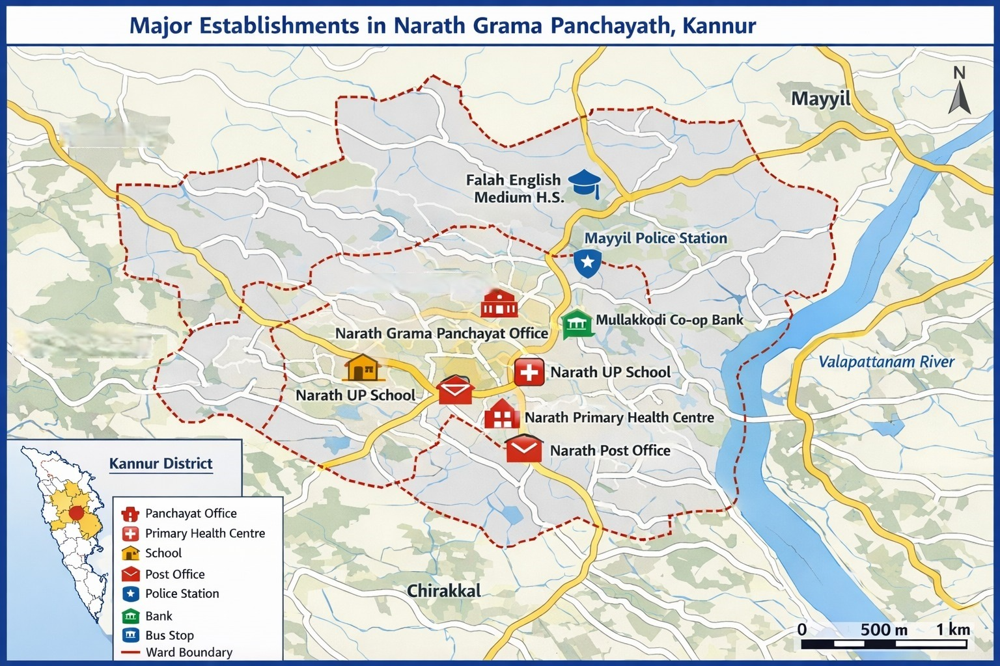 Major Establishments in Narath Grama Panchayath, Kannur
N
Mayyil
Falah English
Medium H.S.
Mayyil Police Station
Mullakkodi Co-op Bank
Narath Grama Panchayat Office
Valapattanam River
Narath UP School
Narath UP School
Narath Primary Health Centre
Narath Post Office
Kannur District
Panchayat Office
Primary Health Centre
School
Post Office
Police Station
Bank
Bus Stop
Ward Boundary
Chirakkal
0 500 m 1 km